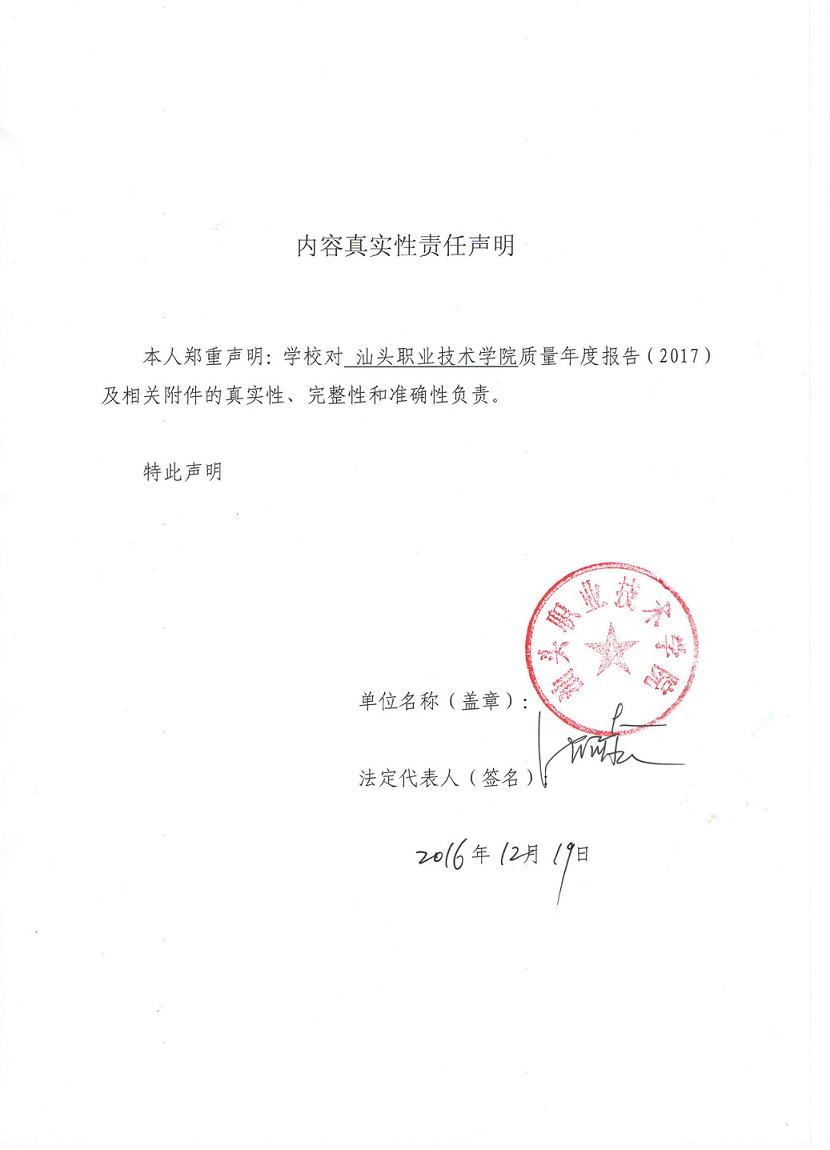 内容真实性责任声明
本人郑重声明：学校对 汕头职业技术学院质量年度报告（2017）
及相关附件的真实性、完整性和准确性负责。
特此声明
汕头职业技术学院
单位名称（盖章）：
法定代表人（签名）：
2016年12月19日